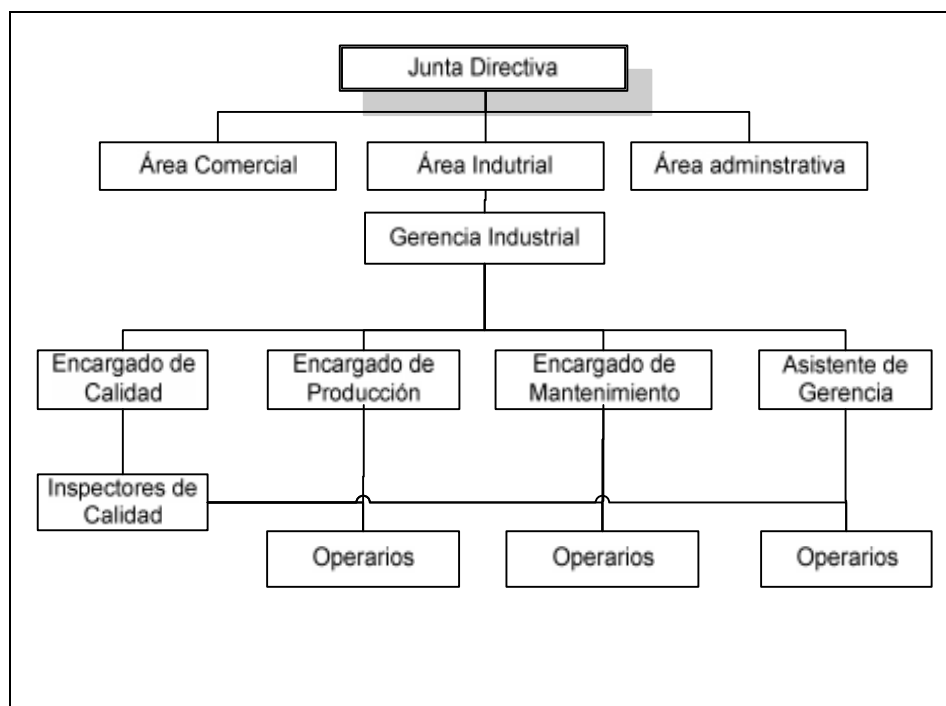 Junta Directiva
Área Comercial
Área Indutrial
Área adminstrativa
Gerencia Industrial
Encargado de
Calidad
Encargado de
Producción
Encargado de
Mantenimiento
Asistente de
Gerencia
Inspectores de
Calidad
Operarios
Operarios
Operarios